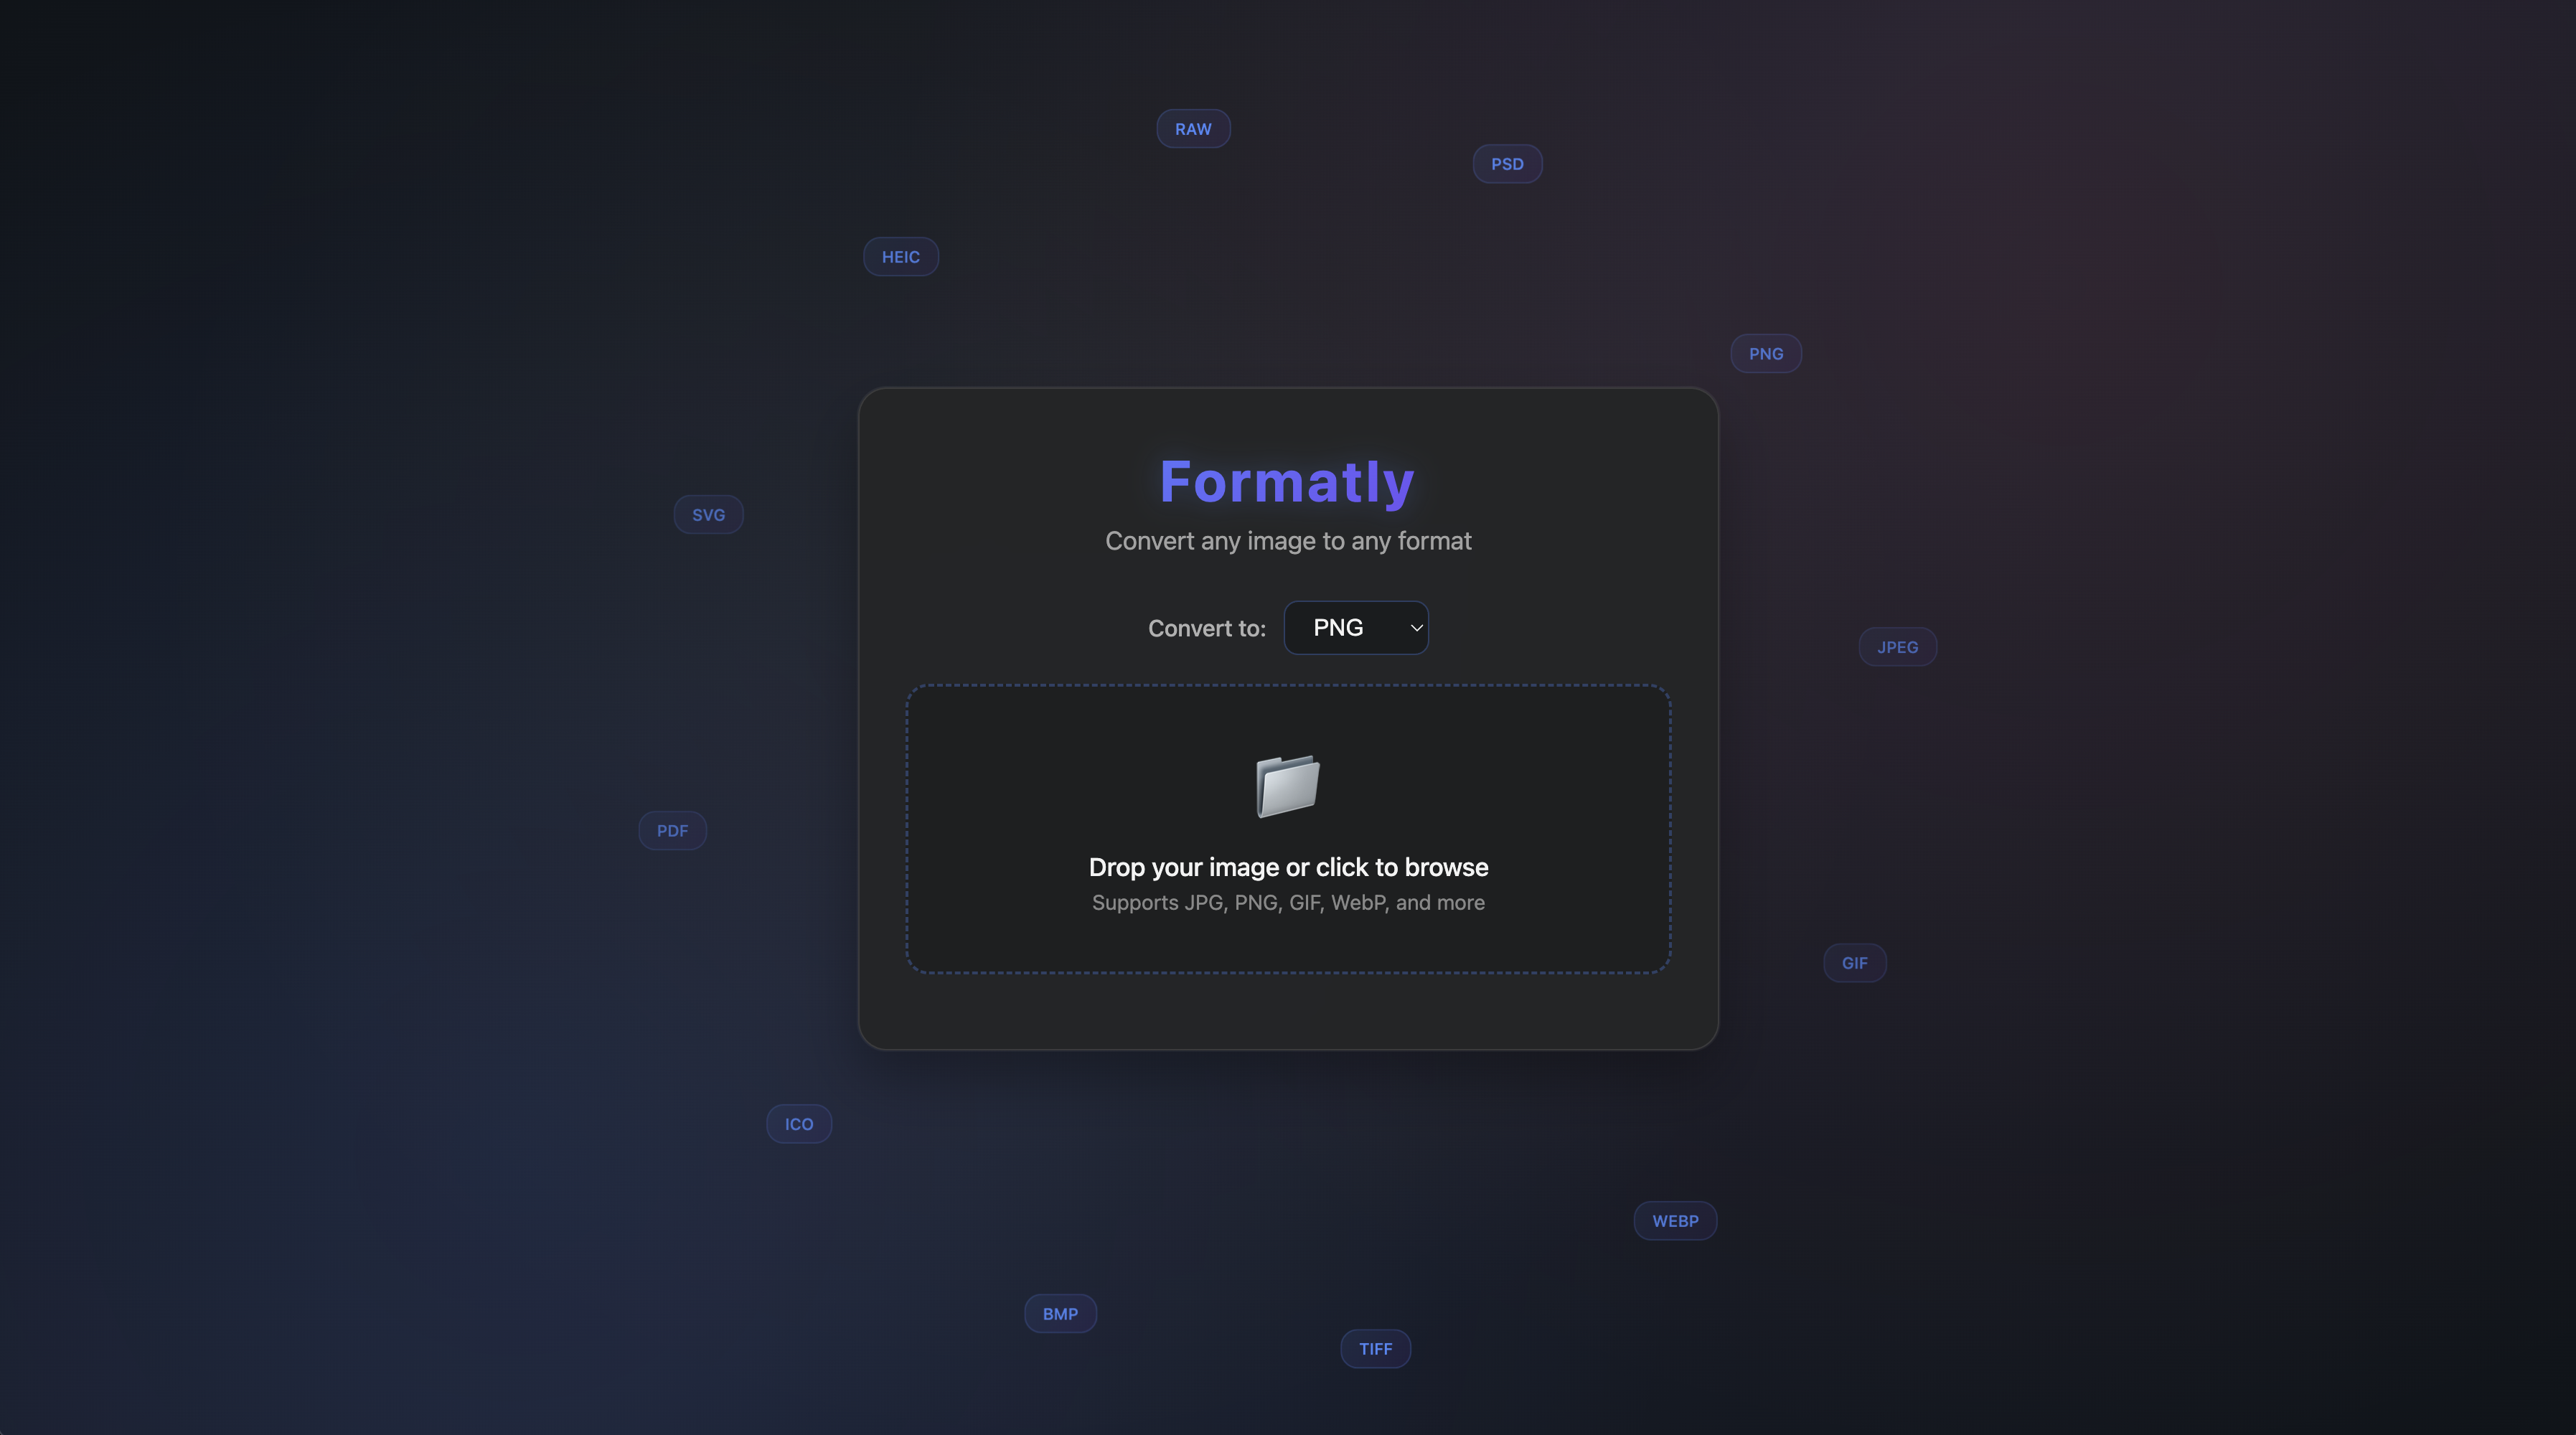 RAW
PSD
HEIC
PNG
Formatly
SVG
Convert any image to any format
Convert to: PNG
JPEG
PDF
Drop your image or click to browse
Supports JPG, PNG, GIF, WebP, and more
GIF
ICO
WEBP
BMP
TIFF